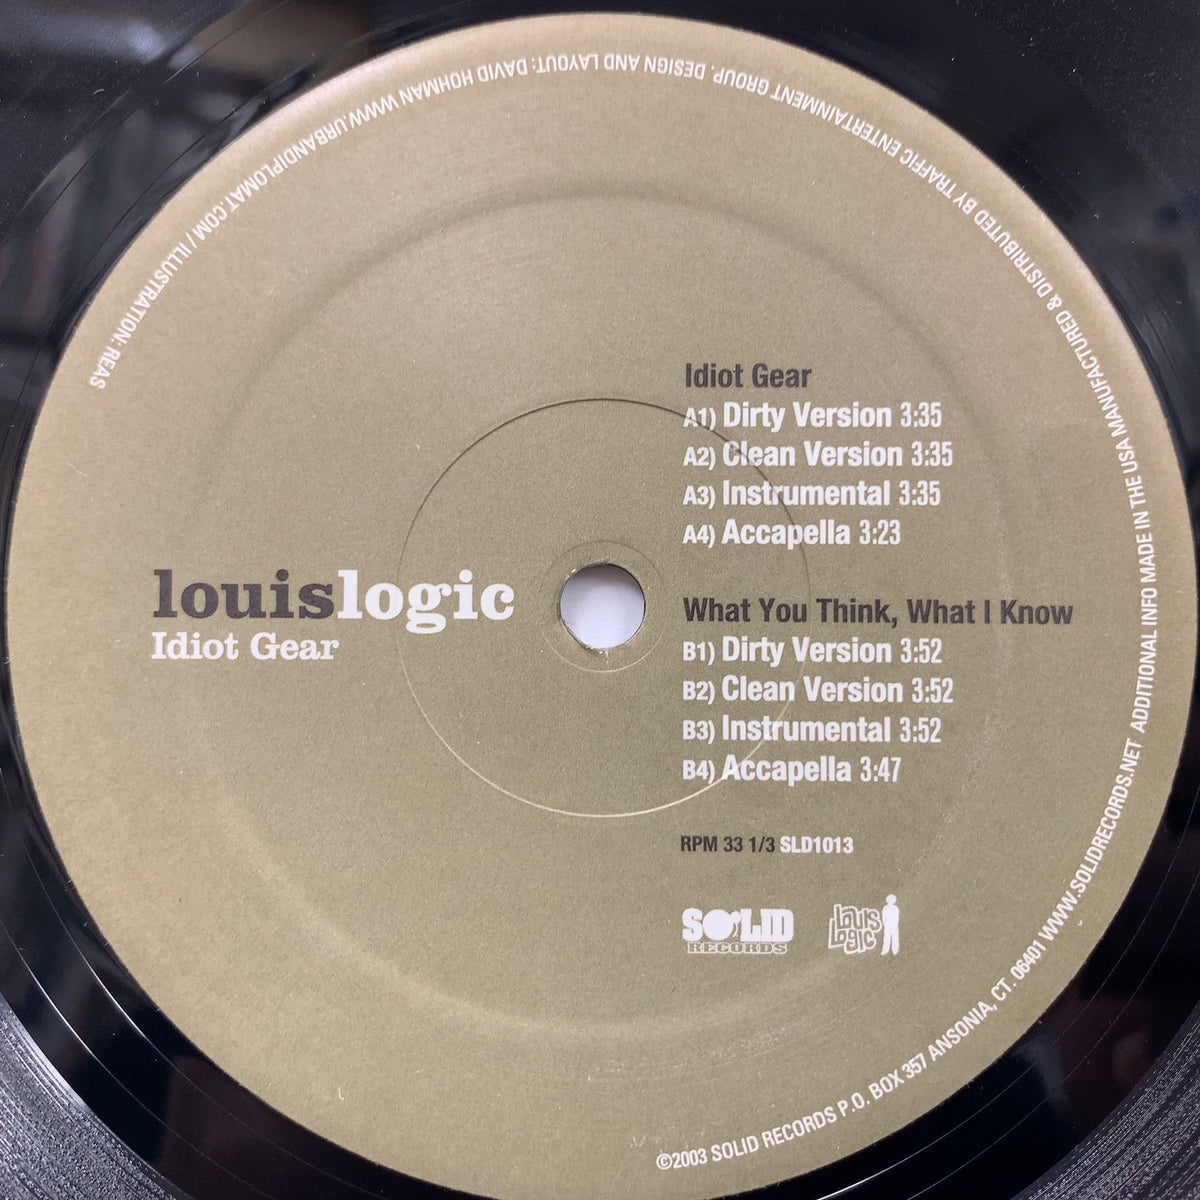 louislogic
Idiot Gear
Idiot Gear
A1) Dirty Version 3:35
A2) Clean Version 3:35
A3) Instrumental 3:35
A4) Accapella 3:23
What You Think, What I Know
B1) Dirty Version 3:52
B2) Clean Version 3:52
B3) Instrumental 3:52
B4) Accapella 3:47
RPM 33 1/3 SLD1013
SOLID
RECORDS
Louis
Logic
©2003 SOLID RECORDS P.O. BOX 357 ANSONIA, CT. 06401 WWW.SOLIDRECORDS.NET ADDITIONAL INFO MADE IN THE USA MANUFACTURED & DISTRIBUTED BY TRAFFIC ENTERTAINMENT GROUP. DESIGN AND LAYOUT: DAVID HOHMAN WWW.URBANDIPLOMAT.COM / ILLUSTRATION: REAS